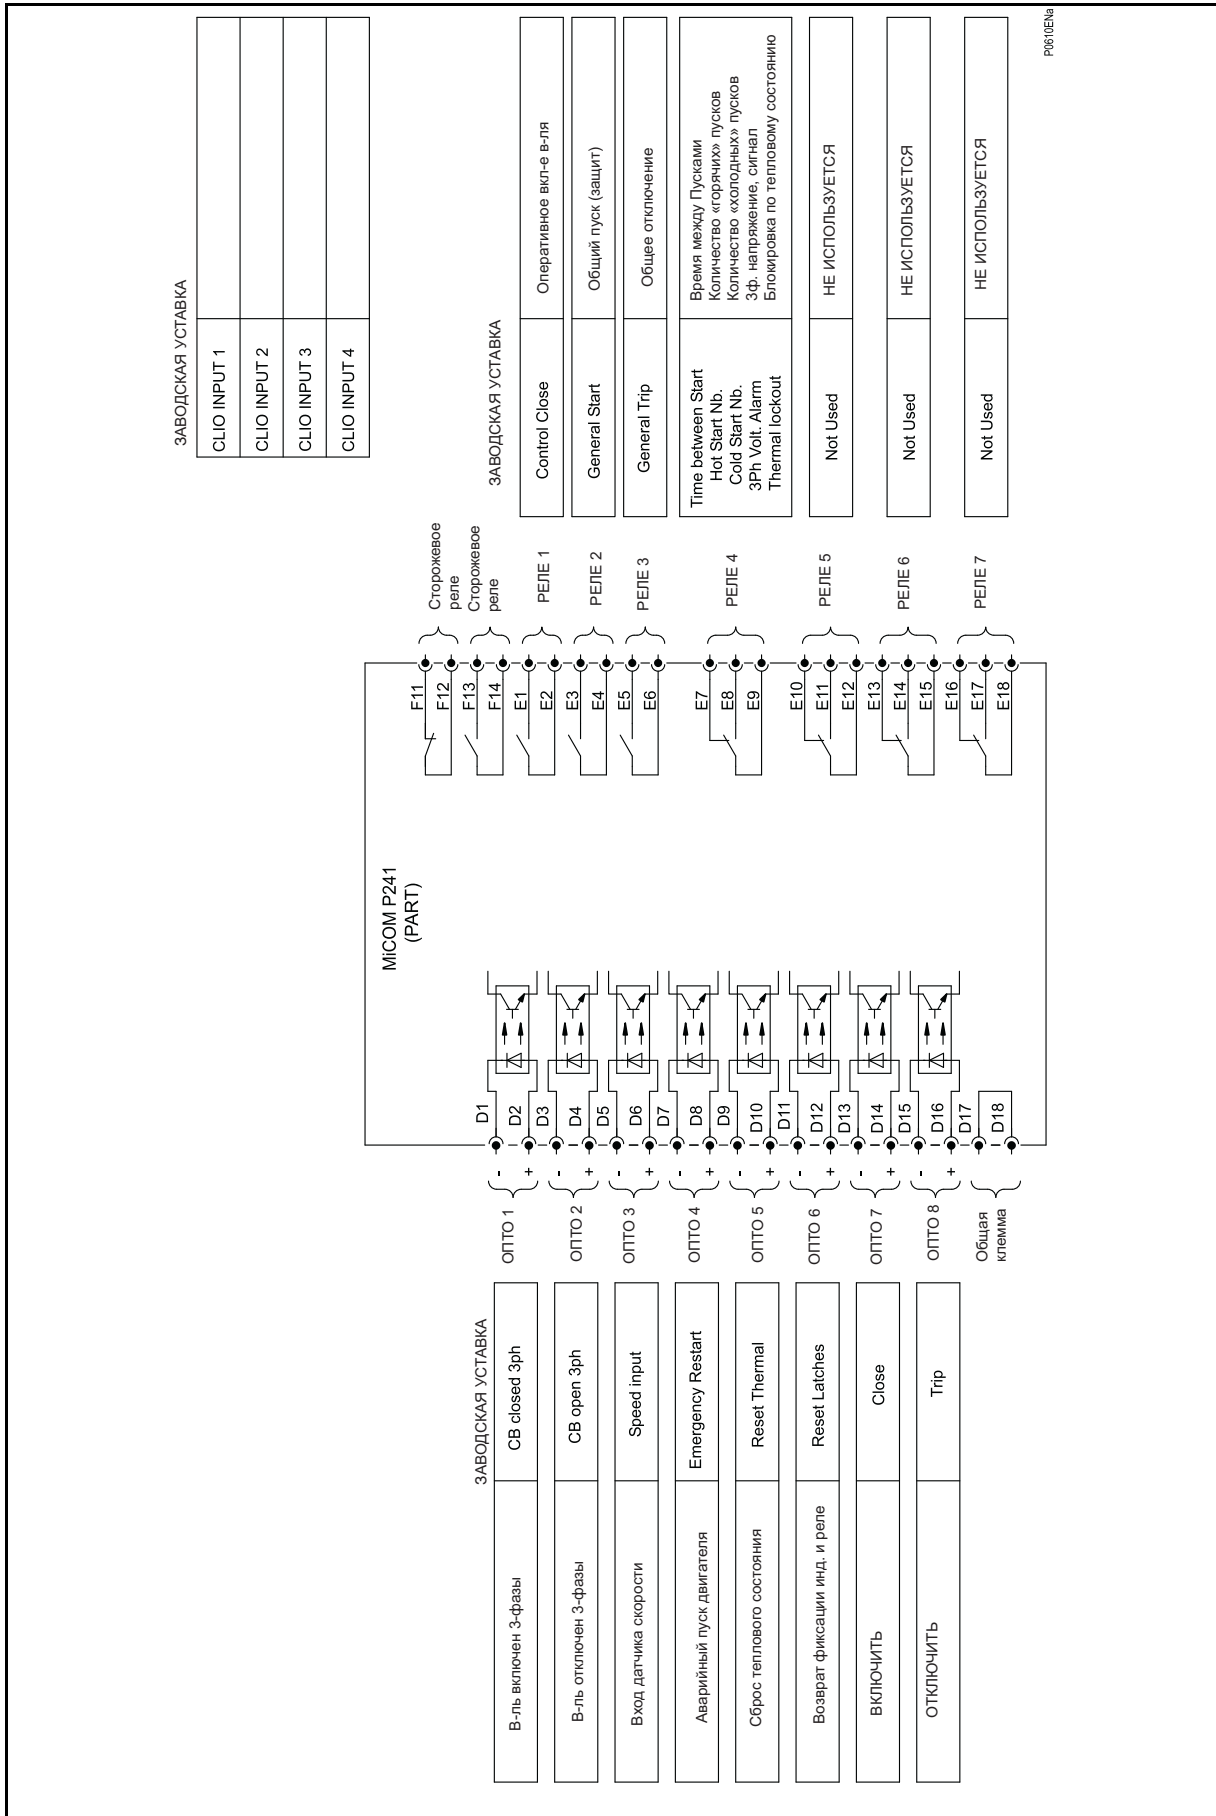 P0610ENa
ЗАВОДСКАЯ УСТАВКА
CLIO INPUT 1
CLIO INPUT 2
CLIO INPUT 3
CLIO INPUT 4
MiCOM P241
(PART)
ЗАВОДСКАЯ УСТАВКА
В-ль включен 3-фазы
CB closed 3ph
ОПТО 1
-
+
D1
D2
В-ль отключен 3-фазы
CB open 3ph
ОПТО 2
-
+
D3
D4
Вход датчика скорости
Speed input
ОПТО 3
-
+
D5
D6
Аварийный пуск двигателя
Emergency Restart
ОПТО 4
-
+
D7
D8
Сброс теплового состояния
Reset Thermal
ОПТО 5
-
+
D9
D10
Возврат фиксации инд. и реле
Reset Latches
ОПТО 6
-
+
D11
D12
ВКЛЮЧИТЬ
Close
ОПТО 7
-
+
D13
D14
ОТКЛЮЧИТЬ
Trip
ОПТО 8
-
+
D15
D16
Общая
клемма
D17
D18
F11
F12
Сторожевое
реле
F13
F14
Сторожевое
реле
ЗАВОДСКАЯ УСТАВКА
E1
E2
РЕЛЕ 1
Control Close
Оперативное вкл-е в-ля
E3
E4
РЕЛЕ 2
General Start
Общий пуск (защит)
E5
E6
РЕЛЕ 3
General Trip
Общее отключение
E7
E8
E9
РЕЛЕ 4
Time between Start
Hot Start Nb.
Cold Start Nb.
3Ph Volt. Alarm
Thermal lockout
Время между Пусками
Количество «горячих» пусков
Количество «холодных» пусков
3ф. напряжение, сигнал
Блокировка по тепловому состоянию
E10
E11
E12
РЕЛЕ 5
Not Used
НЕ ИСПОЛЬЗУЕТСЯ
E13
E14
E15
РЕЛЕ 6
Not Used
НЕ ИСПОЛЬЗУЕТСЯ
E16
E17
E18
РЕЛЕ 7
Not Used
НЕ ИСПОЛЬЗУЕТСЯ